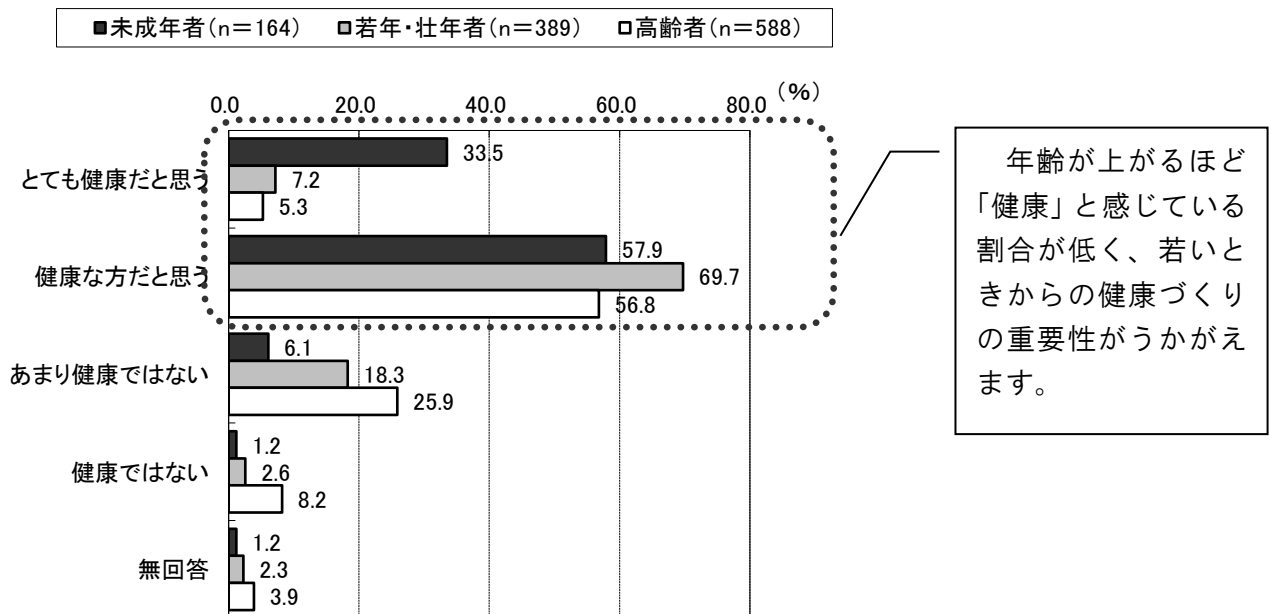 ■未成年者(n=164) ■若年・壮年者(n=389) □高齢者(n=588)
0.0 20.0 40.0 60.0 80.0 (%)
とても健康だと思う
33.5
7.2
5.3
健康な方だと思う
57.9
69.7
56.8
あまり健康ではない
6.1
18.3
25.9
健康ではない
1.2
2.6
8.2
無回答
1.2
2.3
3.9
年齢が上がるほど
「健康」と感じている
割合が低く、若いと
きからの健康づくり
の重要性がうかがえ
ます。